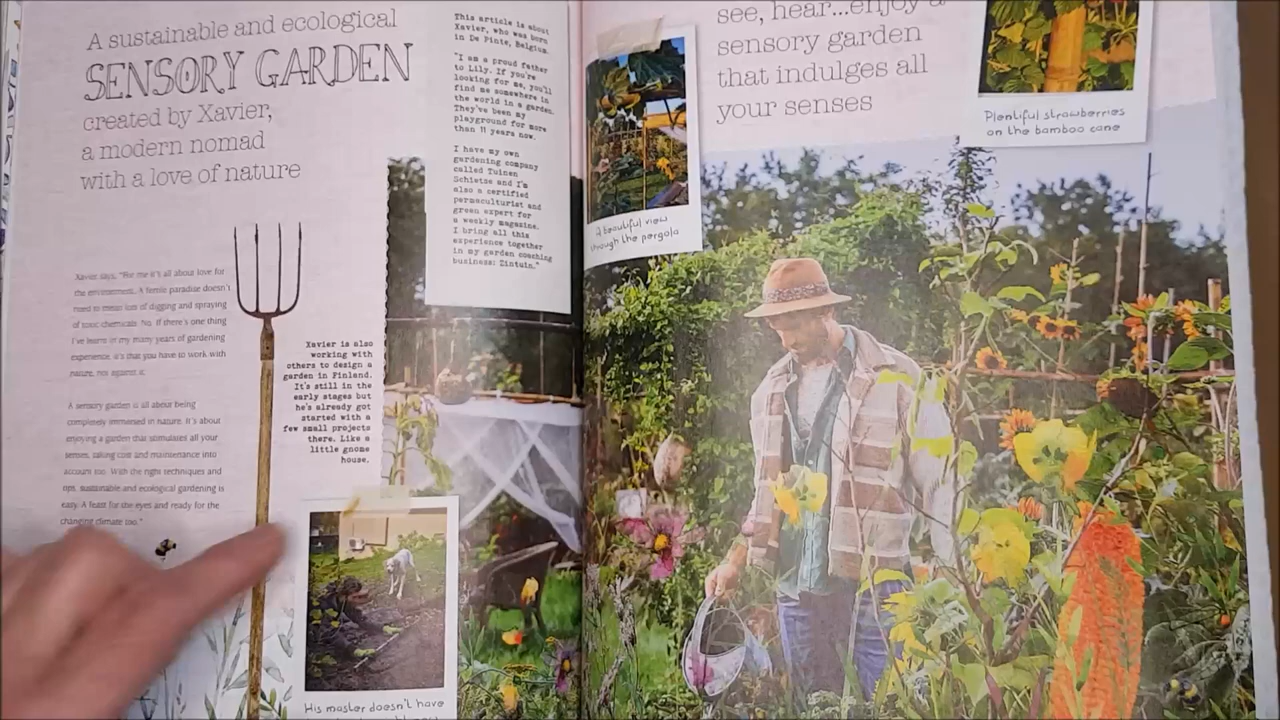 A sustainable and ecological
SENSORY GARDEN
created by Xavier,
a modern nomad
with a love of nature
This article is about
Xavier, who was born
in De Pinte, Belgium.
"I am a proud father
to Lily. If you're
looking for me, you'll
find me somewhere in
the world in a garden.
They've been my
playground for more
than 11 years now.
I have my own
gardening company
called Tuinen
Schietse and I'm
also a certified
permaculturist and
green expert for
a weekly magazine.
I bring all this
experience together
in my garden coaching
business: Zintuin."
Xavier says, "For me it's all about love for
the environment. A fertile paradise doesn't
need to mean lots of digging and spraying
of toxic chemicals. No. If there's one thing
I've learnt in my many years of gardening
experience, it's that you have to work with
nature, not against it.
A sensory garden is all about being
completely immersed in nature. It's about
enjoying a garden that stimulates all your
senses, taking cost and maintenance into
account too. With the right techniques and
tips, sustainable and ecological gardening is
easy. A feast for the eyes and ready for the
changing climate too."
Xavier is also
working with
others to design a
garden in Finland.
It's still in the
early stages but
he's already got
started with a
few small projects
there. Like a
little gnome
house.
His master doesn't have
see, hear...enjoy a
sensory garden
that indulges all
your senses
A beautiful view
through the pergola
Plentiful strawberries
on the bamboo cane